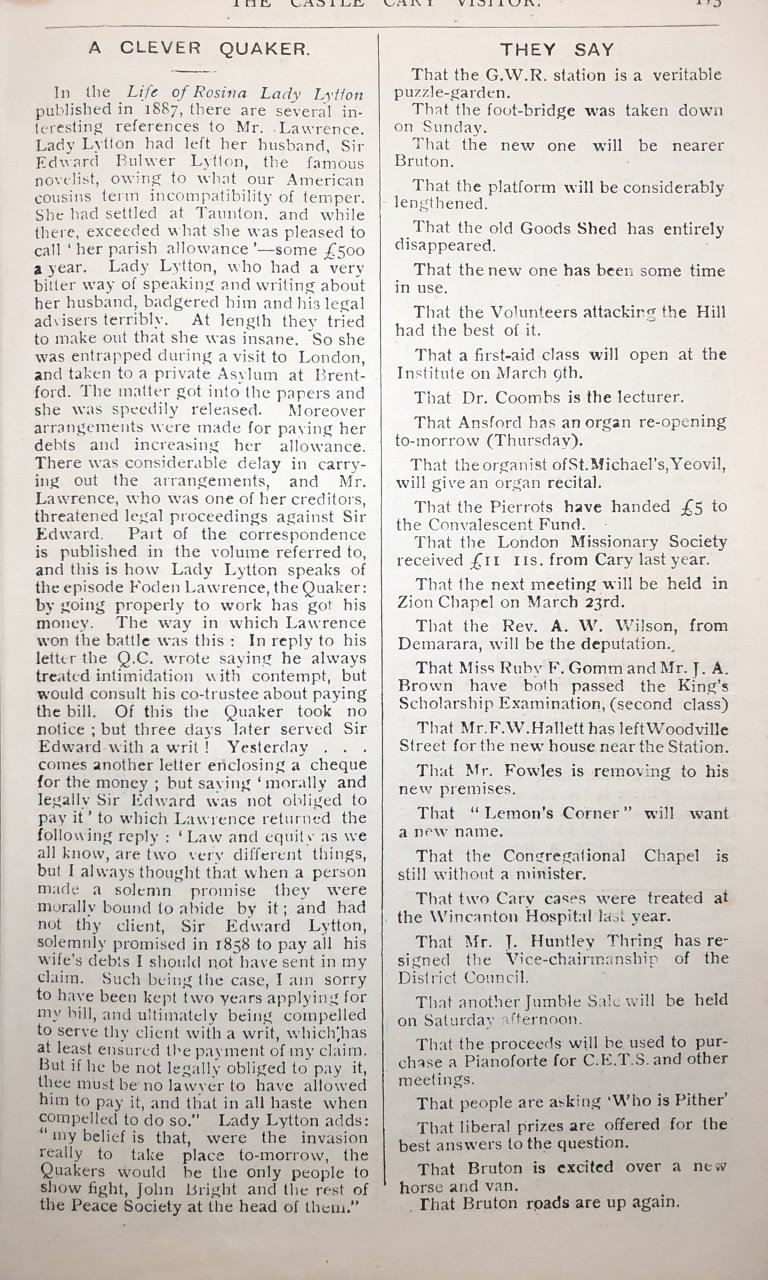 THE CASTLE CARY VISITOR.
A CLEVER QUAKER.
In the Life of Rosina Lady Lytton
published in 1887, there are several in-
teresting references to Mr. Lawrence.
Lady Lytton had left her husband, Sir
Edward Bulwer Lytton, the famous
novelist, owing to what our American
cousins term incompatibility of temper.
She had settled at Taunton, and while
there, exceeded what she was pleased to
call ‘ her parish allowance ’—some £500
a year. Lady Lytton, who had a very
bitter way of speaking and writing about
her husband, badgered him and his legal
advisers terribly. At length they tried
to make out that she was insane. So she
was entrapped during a visit to London,
and taken to a private Asylum at Brent-
ford. The matter got into the papers and
she was speedily released. Moreover
arrangements were made for paying her
debts and increasing her allowance.
There was considerable delay in carry-
ing out the arrangements, and Mr.
Lawrence, who was one of her creditors,
threatened legal proceedings against Sir
Edward. Part of the correspondence
is published in the volume referred to,
and this is how Lady Lytton speaks of
the episode Foden Lawrence, the Quaker:
by going properly to work has got his
money. The way in which Lawrence
won the battle was this : In reply to his
letter the Q.C. wrote saying he always
treated intimidation with contempt, but
would consult his co-trustee about paying
the bill. Of this the Quaker took no
notice ; but three days later served Sir
Edward with a writ ! Yesterday . . .
comes another letter enclosing a cheque
for the money ; but saying ‘ morally and
legally Sir Edward was not obliged to
pay it ’ to which Lawrence returned the
following reply : ‘ Law and equity as we
all know, are two very different things,
but I always thought that when a person
made a solemn promise they were
morally bound to abide by it ; and had
not thy client, Sir Edward Lytton,
solemnly promised in 1858 to pay all his
wife's debts I should not have sent in my
claim. Such being the case, I am sorry
to have been kept two years applying for
my bill, and ultimately being compelled
to serve thy client with a writ, which has
at least ensured the payment of my claim.
But if he be not legally obliged to pay it,
thee must be no lawyer to have allowed
him to pay it, and that in all haste when
compelled to do so.” Lady Lytton adds:
“ my belief is that, were the invasion
really to take place to-morrow, the
Quakers would be the only people to
show fight, John Bright and the rest of
the Peace Society at the head of them.”
THEY SAY
That the G.W.R. station is a veritable
puzzle-garden.
That the foot-bridge was taken down
on Sunday.
That the new one will be nearer
Bruton.
That the platform will be considerably
lengthened.
That the old Goods Shed has entirely
disappeared.
That the new one has been some time
in use.
That the Volunteers attacking the Hill
had the best of it.
That a first-aid class will open at the
Institute on March 9th.
That Dr. Coombs is the lecturer.
That Ansford has an organ re-opening
to-morrow (Thursday).
That the organist of St. Michael's, Yeovil,
will give an organ recital.
That the Pierrots have handed £5 to
the Convalescent Fund.
That the London Missionary Society
received £11 11s. from Cary last year.
That the next meeting will be held in
Zion Chapel on March 23rd.
That the Rev. A. W. Wilson, from
Demarara, will be the deputation.
That Miss Ruby F. Gomm and Mr. J. A.
Brown have both passed the King's
Scholarship Examination, (second class)
That Mr. F. W. Hallett has left Woodville
Street for the new house near the Station.
That Mr. Fowles is removing to his
new premises.
That “ Lemon's Corner ” will want
a new name.
That the Congregational Chapel is
still without a minister.
That two Cary cases were treated at
the Wincanton Hospital last year.
That Mr. J. Huntley Thring has re-
signed the Vice-chairmanship of the
District Council.
That another Jumble Sale will be held
on Saturday afternoon.
That the proceeds will be used to pur-
chase a Pianoforte for C.E.T.S. and other
meetings.
That people are asking ‘Who is Pither’
That liberal prizes are offered for the
best answers to the question.
That Bruton is excited over a new
horse and van.
That Bruton roads are up again.